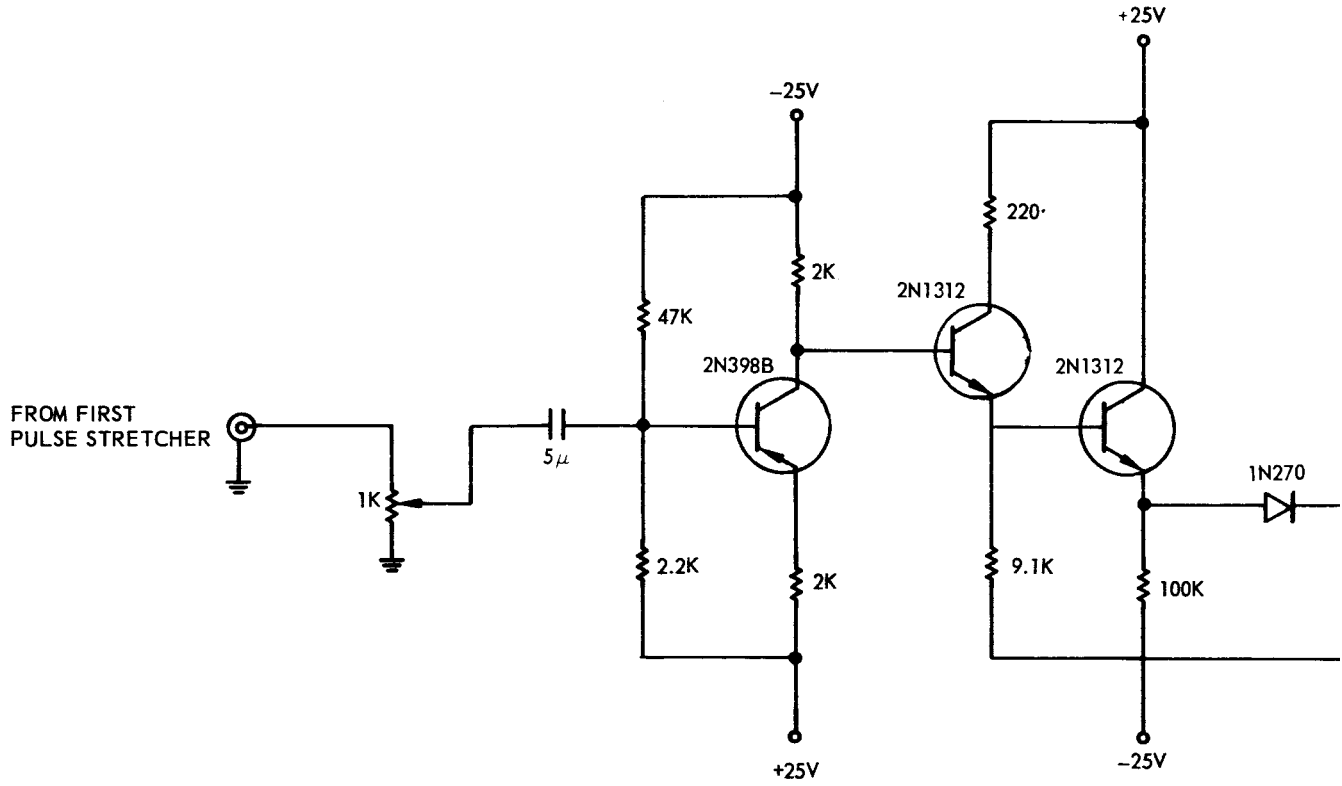 +25V
-25V
220
2K
2N1312
47K
2N398B
2N1312
FROM FIRST
PULSE STRETCHER
5μ
1N270
1K
2.2K
2K
9.1K
100K
+25V
-25V